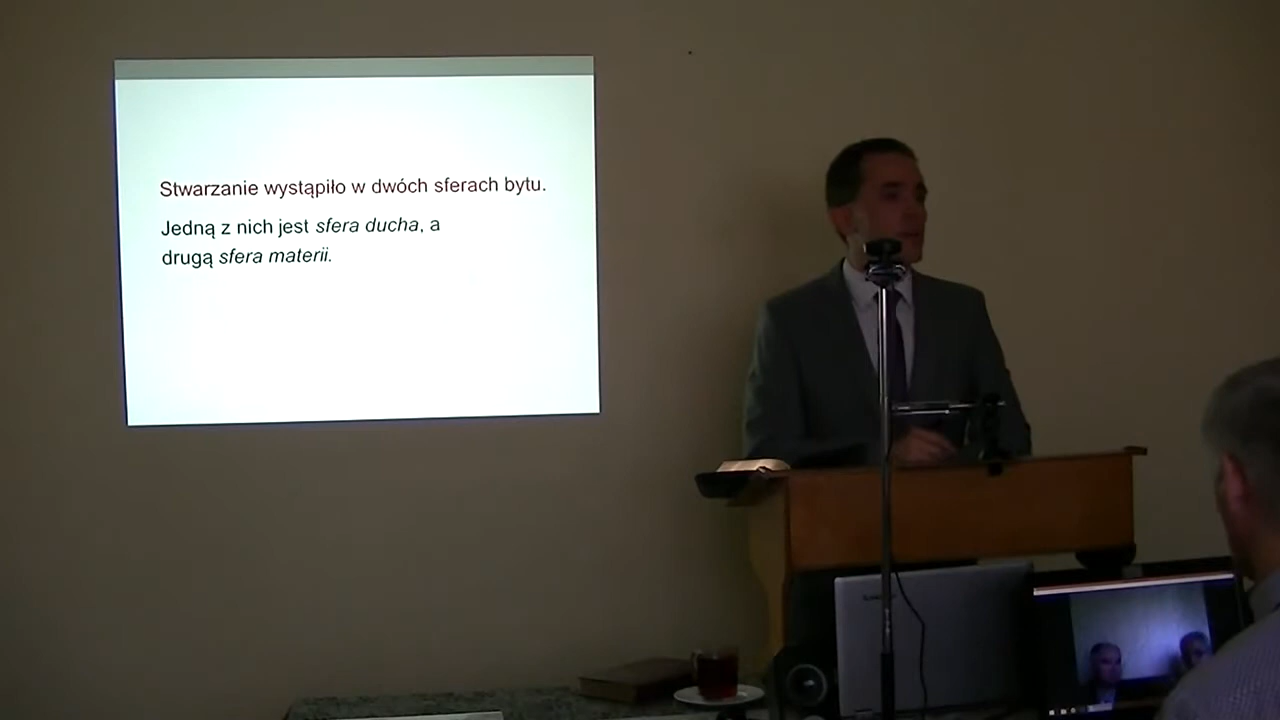 Stwarzanie wystąpiło w dwóch sferach bytu.
Jedną z nich jest sfera ducha, a
drugą sfera materii.